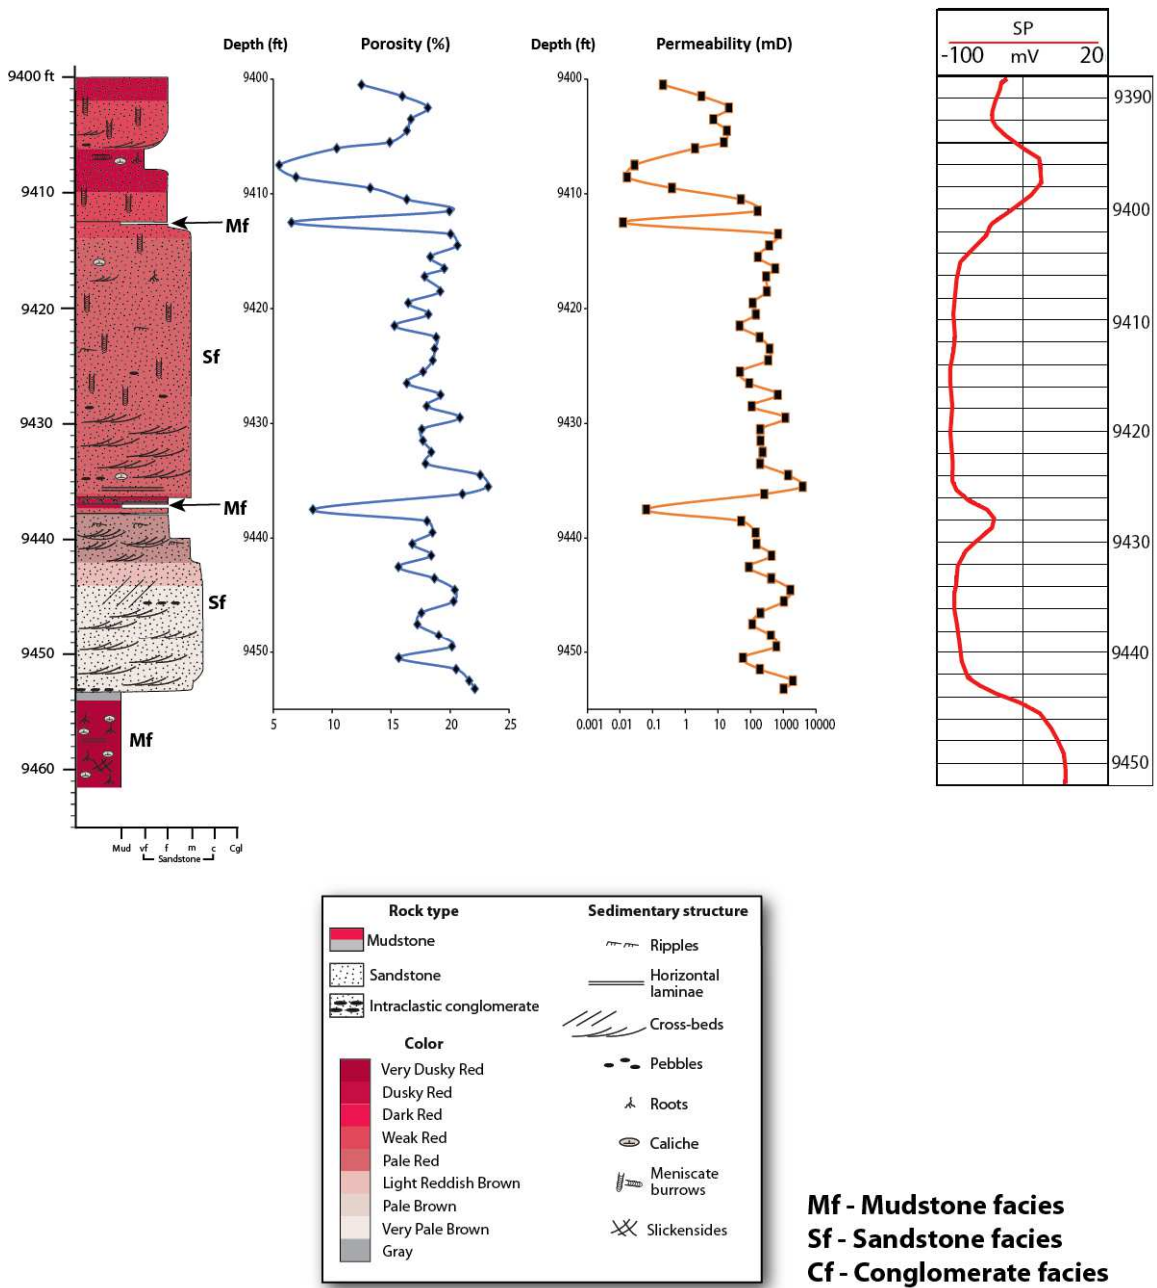 Depth (ft)
Porosity (%)
Depth (ft)
Permeability (mD)
SP
-100 mV 20
9400 ft
9410
9420
9430
9440
9450
9460
Mf
Sf
Mf
Sf
Mf
Mud vf f m c Cgl
Sandstone
9400
9410
9420
9430
9440
9450
5 10 15 20 25
9400
9410
9420
9430
9440
9450
0.001 0.01 0.1 1 10 100 1000 10000
9390
9400
9410
9420
9430
9440
9450
Rock type
Mudstone
Sandstone
Intraclastic conglomerate
Color
Very Dusky Red
Dusky Red
Dark Red
Weak Red
Pale Red
Light Reddish Brown
Pale Brown
Very Pale Brown
Gray
Sedimentary structure
Ripples
Horizontal
laminae
Cross-beds
Pebbles
Roots
Caliche
Meniscate
burrows
Slickensides
Mf - Mudstone facies
Sf - Sandstone facies
Cf - Conglomerate facies